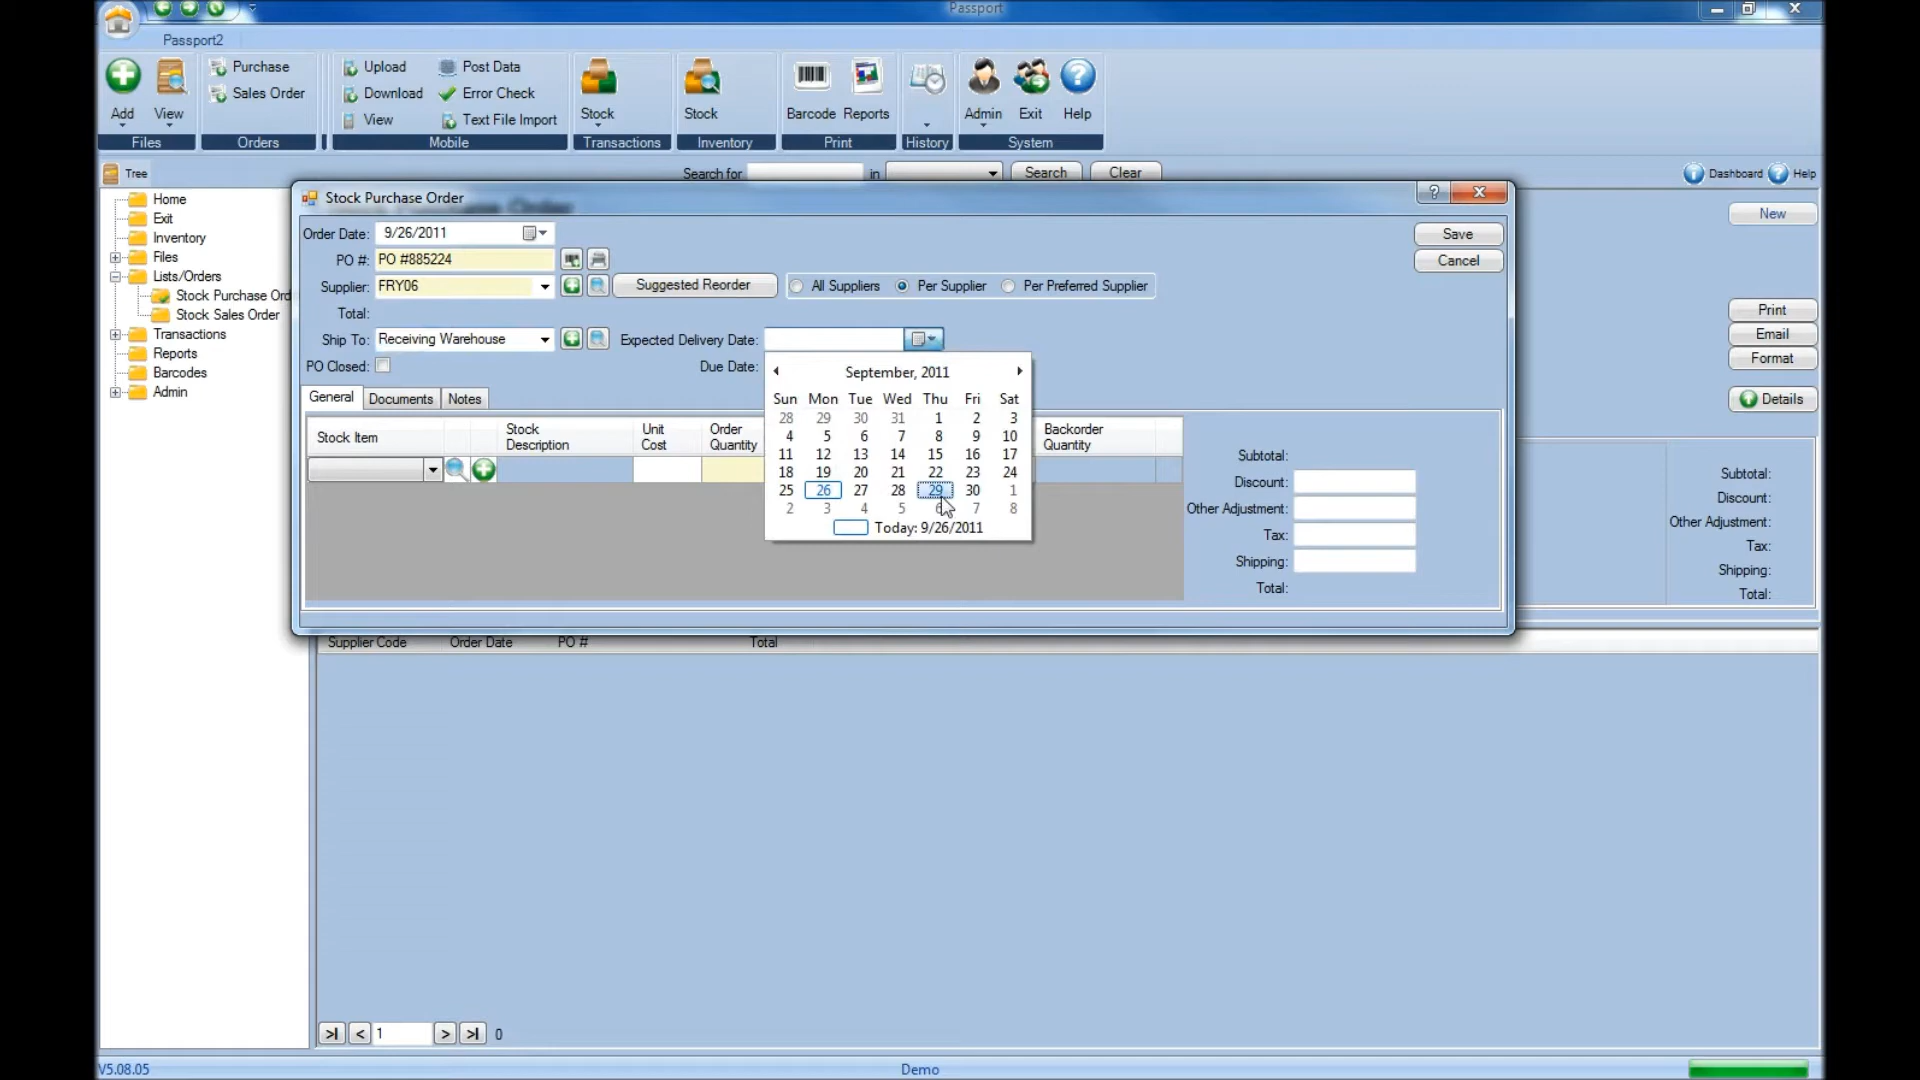 Passport
Passport2
Add
View
Files
Purchase
Sales Order
Orders
Upload
Download
View
Post Data
Error Check
Text File Import
Mobile
Stock
Transactions
Stock
Inventory
Barcode
Reports
Print
History
Admin
Exit
Help
System
Tree
Search for
in
Search
Clear
Dashboard
Help
Home
Exit
Inventory
Files
Lists/Orders
Stock Purchase Ord
Stock Sales Order
Transactions
Reports
Barcodes
Admin
Stock Purchase Order
Order Date: 9/26/2011
PO #: PO #885224
Supplier: FRY06
Suggested Reorder
All Suppliers
Per Supplier
Per Preferred Supplier
Total:
Ship To: Receiving Warehouse
Expected Delivery Date:
PO Closed:
Due Date:
Save
Cancel
General
Documents
Notes
Stock Item
Stock Description
Unit Cost
Order Quantity
Backorder Quantity
September, 2011
Sun Mon Tue Wed Thu Fri Sat
28 29 30 31 1 2 3
4 5 6 7 8 9 10
11 12 13 14 15 16 17
18 19 20 21 22 23 24
25 26 27 28 29 30 1
2 3 4 5 6 7 8
Today: 9/26/2011
Subtotal:
Discount:
Other Adjustment:
Tax:
Shipping:
Total:
New
Print
Email
Format
Details
Subtotal:
Discount:
Other Adjustment:
Tax:
Shipping:
Total:
Supplier Code
Order Date
PO #
Total
>| < 1 > >| 0
V5.08.05
Demo